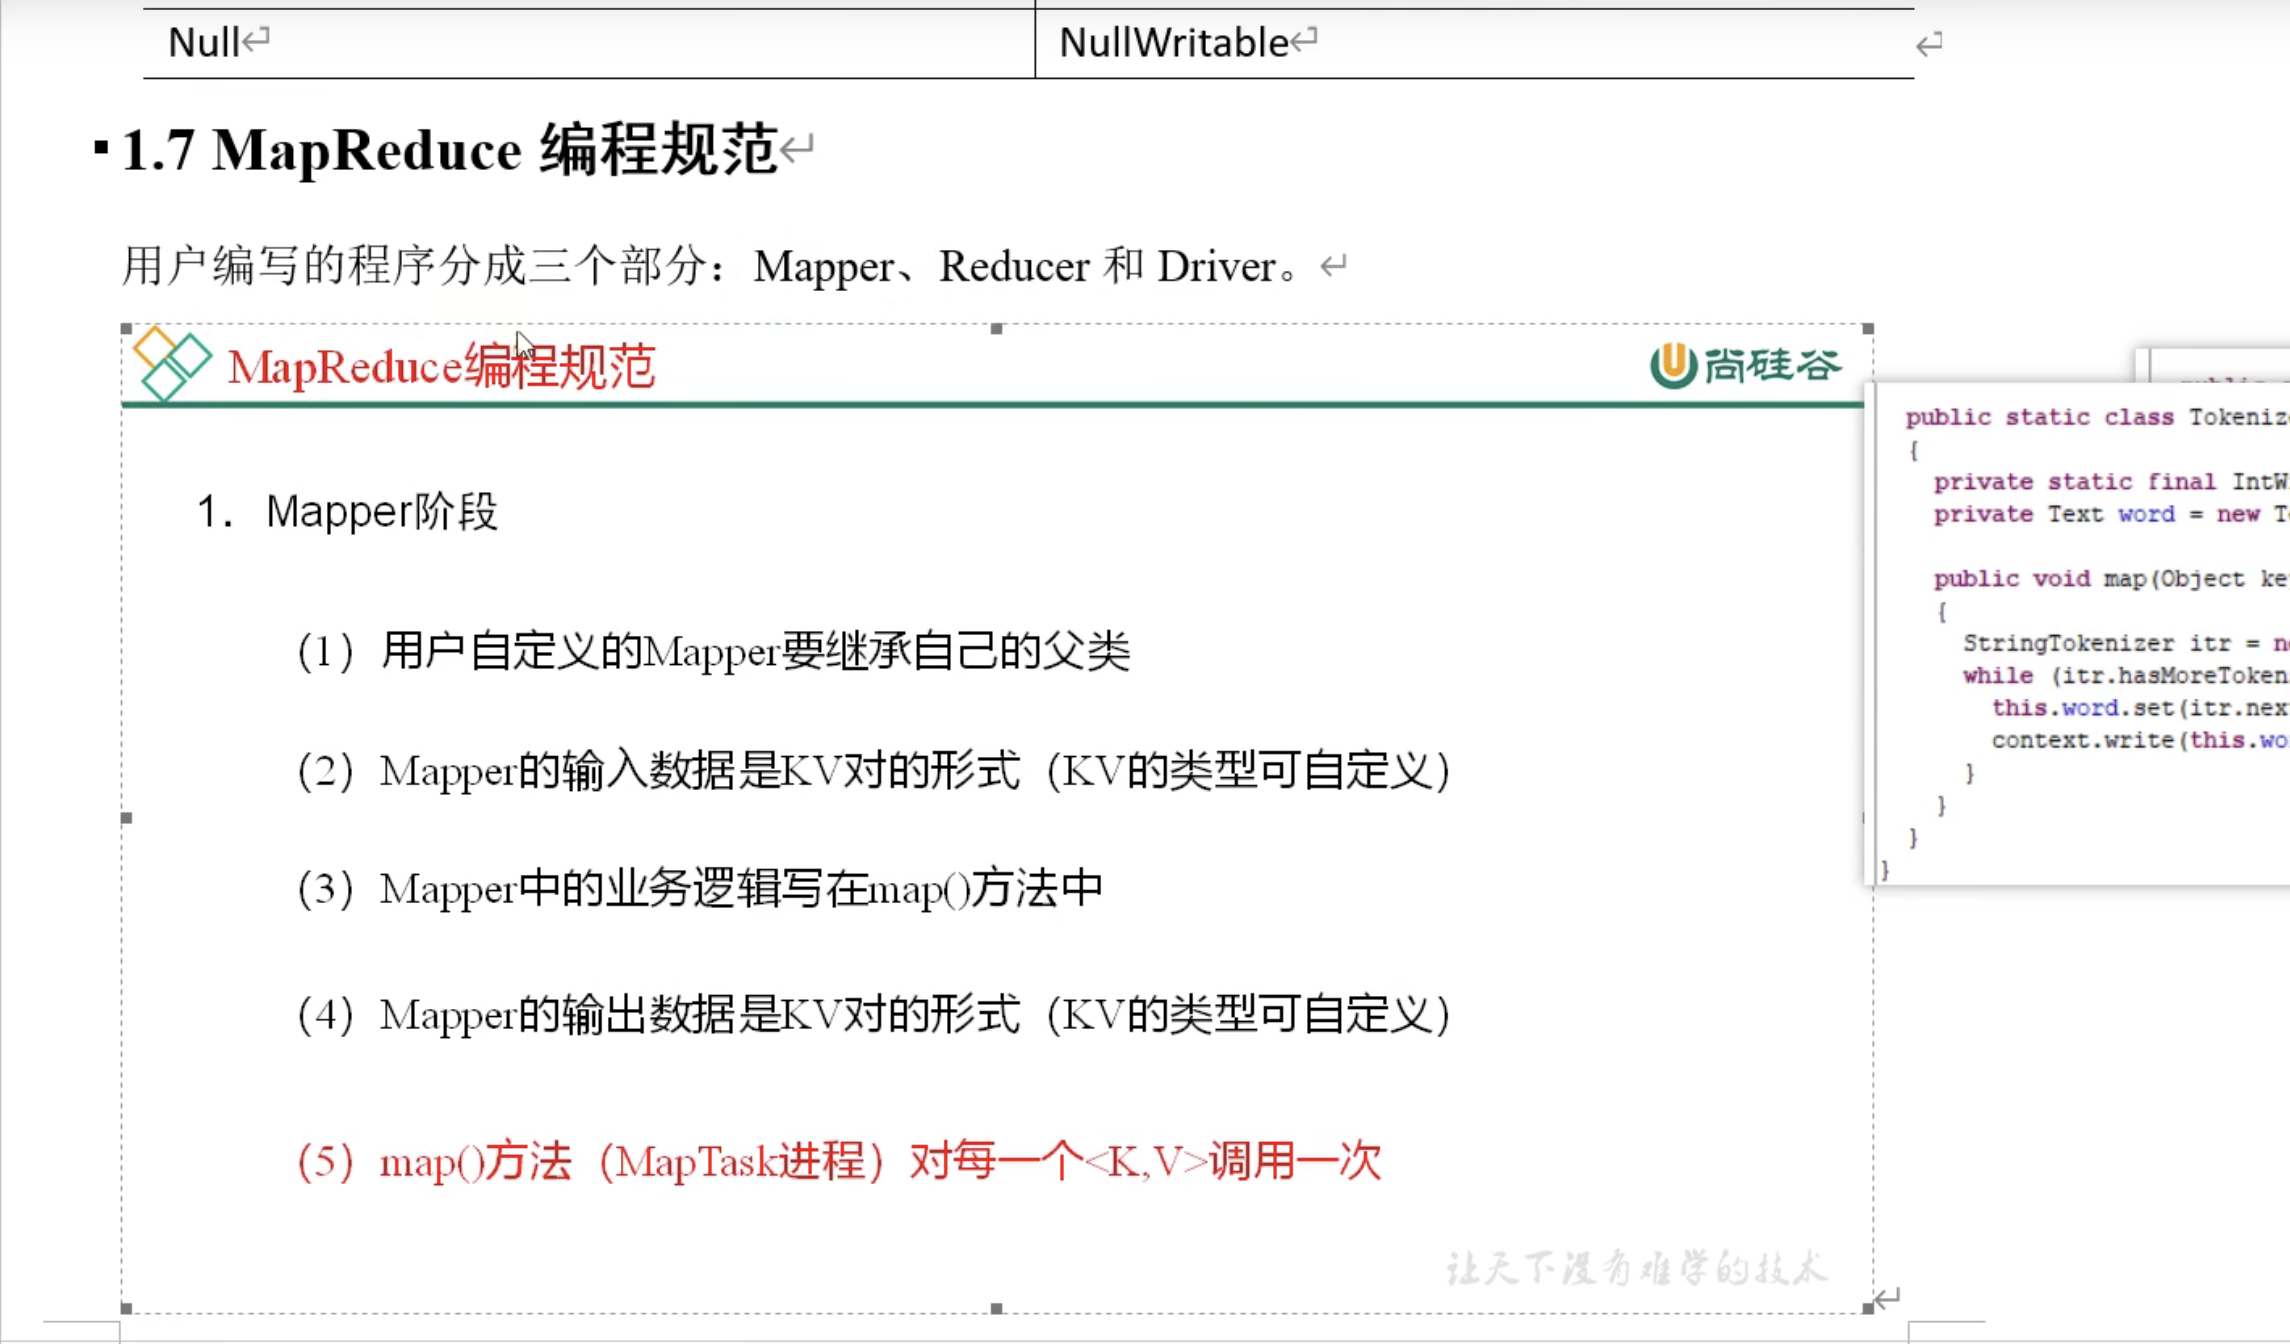 Null
NullWritable
1.7 MapReduce 编程规范
用户编写的程序分成三个部分：Mapper、Reducer 和 Driver。
MapReduce编程规范
尚硅谷
1. Mapper阶段
（1）用户自定义的Mapper要继承自己的父类
（2）Mapper的输入数据是KV对的形式（KV的类型可自定义）
（3）Mapper中的业务逻辑写在map()方法中
（4）Mapper的输出数据是KV对的形式（KV的类型可自定义）
（5）map()方法（MapTask进程）对每一个<K,V>调用一次
让天下没有难学的技术
public static class Tokeniz
{
private static final IntW
private Text word = new T
public void map(Object ke
{
StringTokenizer itr = n
while (itr.hasMoreToken
this.word.set(itr.nex
context.write(this.wo
}
}
}
}